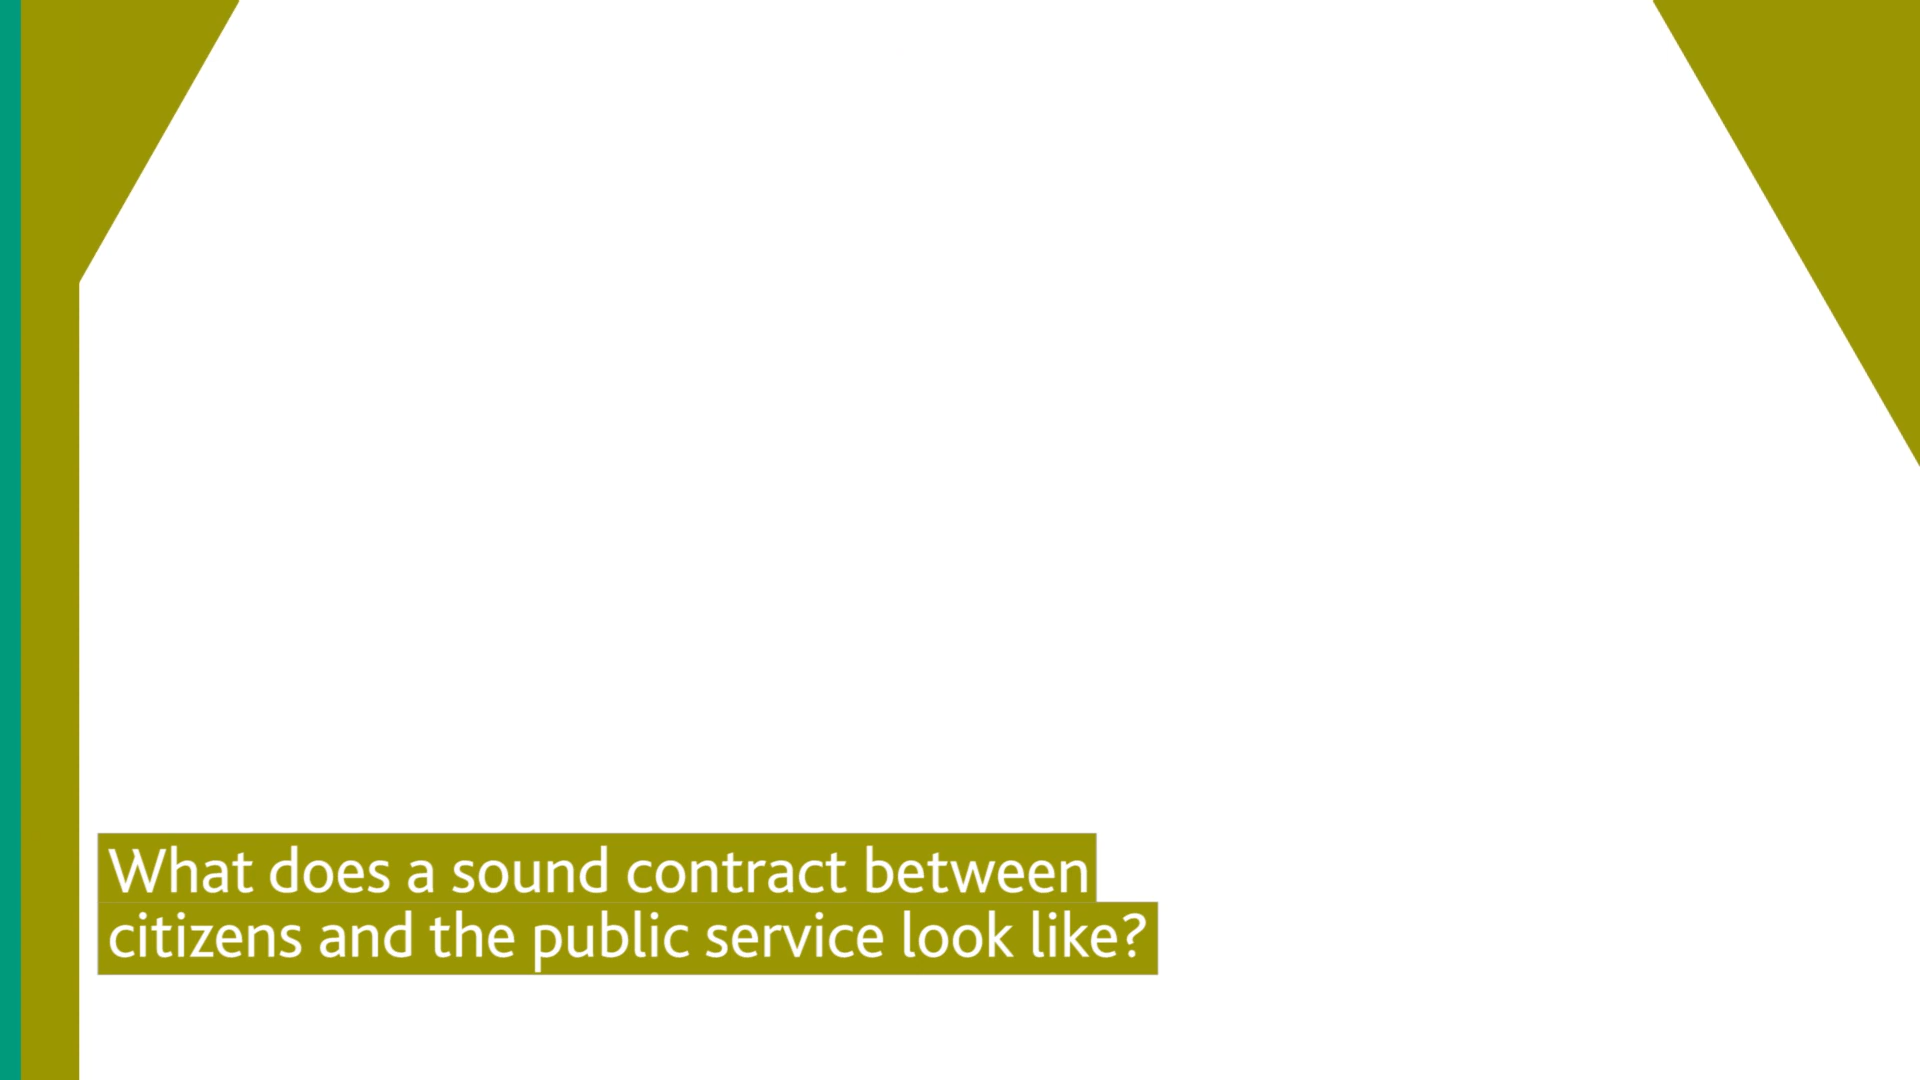 What does a sound contract between
citizens and the public service look like?